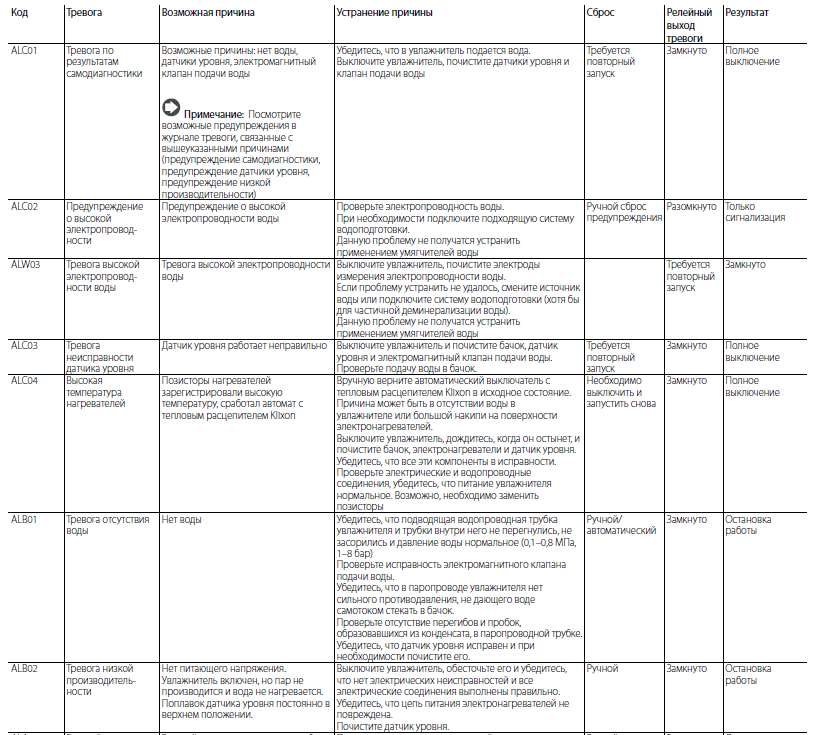 Код Тревога Возможная причина Устранение причины Сброс Релейный выход тревоги Результат
ALC01
Тревога по
результатам
самодиагностики
Возможные причины: нет воды,
датчики уровня, электромагнитный
клапан подачи воды
Примечание: Посмотрите
возможные предупреждения в
журнале тревоги, связанные с
вышеуказанными причинами
(предупреждение самодиагностики,
предупреждение датчики уровня,
предупреждение низкой
производительности)
Убедитесь, что в увлажнитель подается вода.
Выключите увлажнитель, почистите датчики уровня и
клапан подачи воды
Требуется
повторный
запуск
Замкнуто
Полное
выключение
ALC02
Предупреждение
о высокой
электропровод-
ности
Предупреждение о высокой
электропроводности воды
Проверьте электропроводность воды.
При необходимости подключите подходящую систему
водоподготовки.
Данную проблему не получатся устранить
применением умягчителей воды
Ручной сброс
предупреждения
Разомкнуто
Только
сигнализация
ALW03
Тревога высокой
электропровод-
ности воды
Тревога высокой электропроводности
воды
Выключите увлажнитель, почистите электроды
измерения электропроводности воды.
Если проблему устранить не удалось, смените источник
воды или подключите систему водоподготовки (хотя бы
для частичной деминерализации воды).
Данную проблему не получатся устранить
применением умягчителей воды
Требуется
повторный
запуск
Замкнуто
ALC03
Тревога
неисправности
датчика уровня
Датчик уровня работает неправильно
Выключите увлажнитель и почистите бачок, датчик
уровня и электромагнитный клапан подачи воды.
Проверьте подачу воды в бачок.
Требуется
повторный
запуск
Замкнуто
Полное
выключение
ALC04
Высокая
температура
нагревателей
Позисторы нагревателей
зарегистрировали высокую
температуру, сработал автомат с
тепловым расцепителем Klixon
Вручную верните автоматический выключатель с
тепловым расцепителем Klixon в исходное состояние.
Причина может быть в отсутствии воды в
увлажнителе или большой накипи на поверхности
электронагревателей.
Выключите увлажнитель, дождитесь, когда он остынет, и
почистите бачок, электронагреватели и датчик уровня.
Убедитесь, что все эти компоненты в исправности.
Проверьте электрические и водопроводные
соединения, убедитесь, что питание увлажнителя
нормальное. Возможно, необходимо заменить
позисторы
Необходимо
выключить и
запустить снова
Замкнуто
Полное
выключение
ALB01
Тревога отсутствия
воды
Нет воды
Убедитесь, что подводящая водопроводная трубка
увлажнителя и трубки внутри него не перегнулись, не
засорились и давление воды нормальное (0,1–0,8 МПа,
1–8 бар)
Проверьте исправность электромагнитного клапана
подачи воды.
Убедитесь, что в паропроводе увлажнителя нет
сильного противодавления, не дающего воде
самотоком стекать в бачок.
Проверьте отсутствие перегибов и пробок,
образовавшихся из конденсата, в паропроводной трубке.
Убедитесь, что датчик уровня исправен и при
необходимости почистите его.
Ручной/
автоматический
Замкнуто
Остановка
работы
ALB02
Тревога низкой
производитель-
ности
Нет питающего напряжения.
Увлажнитель включен, но пар не
производится и вода не нагревается.
Поплавок датчика уровня постоянно в
верхнем положении.
Выключите увлажнитель, обесточьте его и убедитесь,
что нет электрических неисправностей и все
электрические соединения выполнены правильно.
Убедитесь, что цепь питания электронагревателей не
повреждена.
Почистите датчик уровня.
Ручной
Замкнуто
Остановка
работы